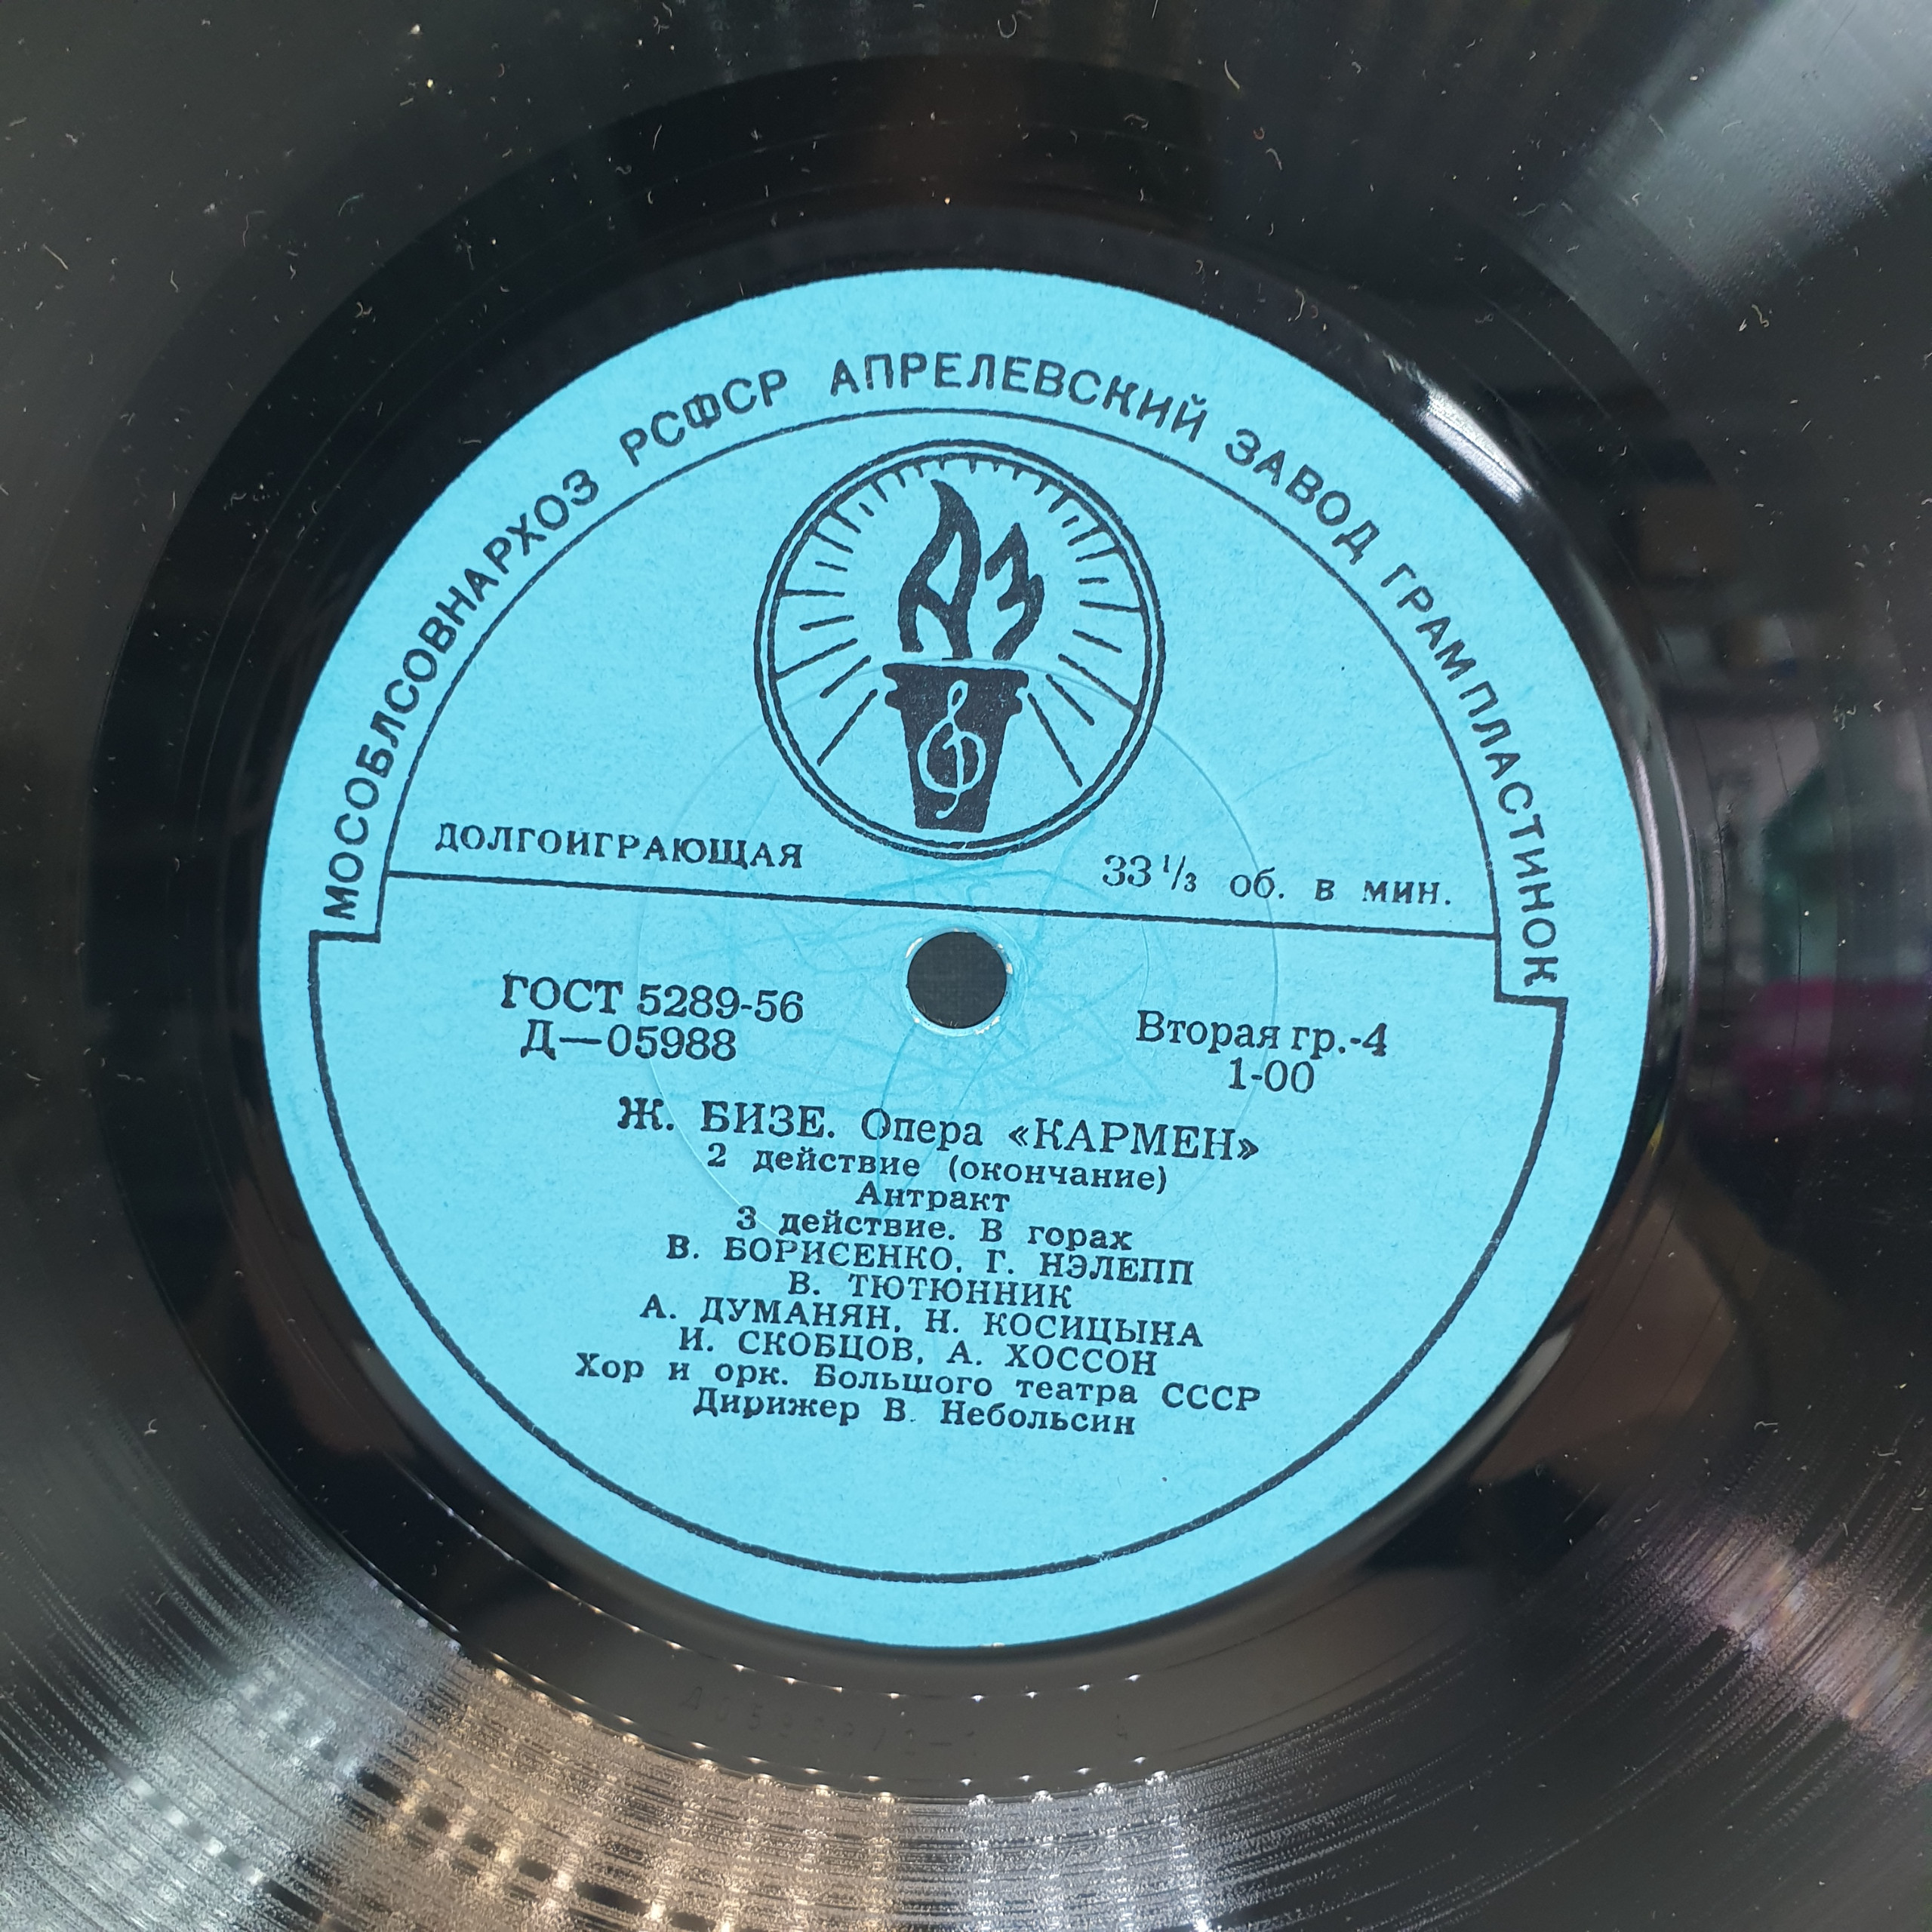 МОСОБЛСОВНАРХОЗ РСФСР АПРЕЛЕВСКИЙ ЗАВОД ГРАМПЛАСТИНОК
АЗ
ДОЛГОИГРАЮЩАЯ
33 1/3 об. в мин.
ГОСТ 5289-56
Д—05988
Вторая гр.-4
1-00
Ж. БИЗЕ. Опера «КАРМЕН»
2 действие (окончание)
Антракт
3 действие. В горах
В. БОРИСЕНКО, Г. НЭЛЕПП
В. ТЮТЮННИК
А. ДУМАНЯН, Н. КОСИЦЫНА
И. СКОБЦОВ, А. ХОССОН
Хор и орк. Большого театра СССР
Дирижер В. Небольсин